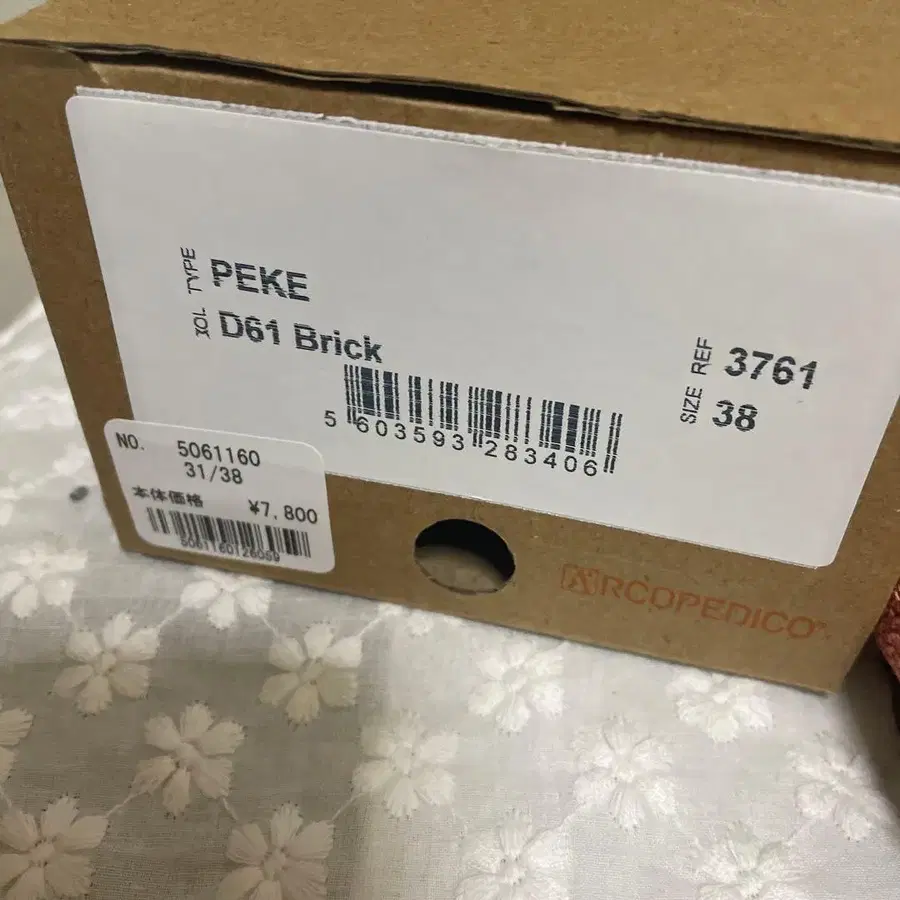 TYPE PEKE
COL D61 Brick
REF 3761
SIZE 38
5 603593 283406
NO. 5061160
31/38
本体価格 ¥7,800
5061160126059
ARCOPEDICO